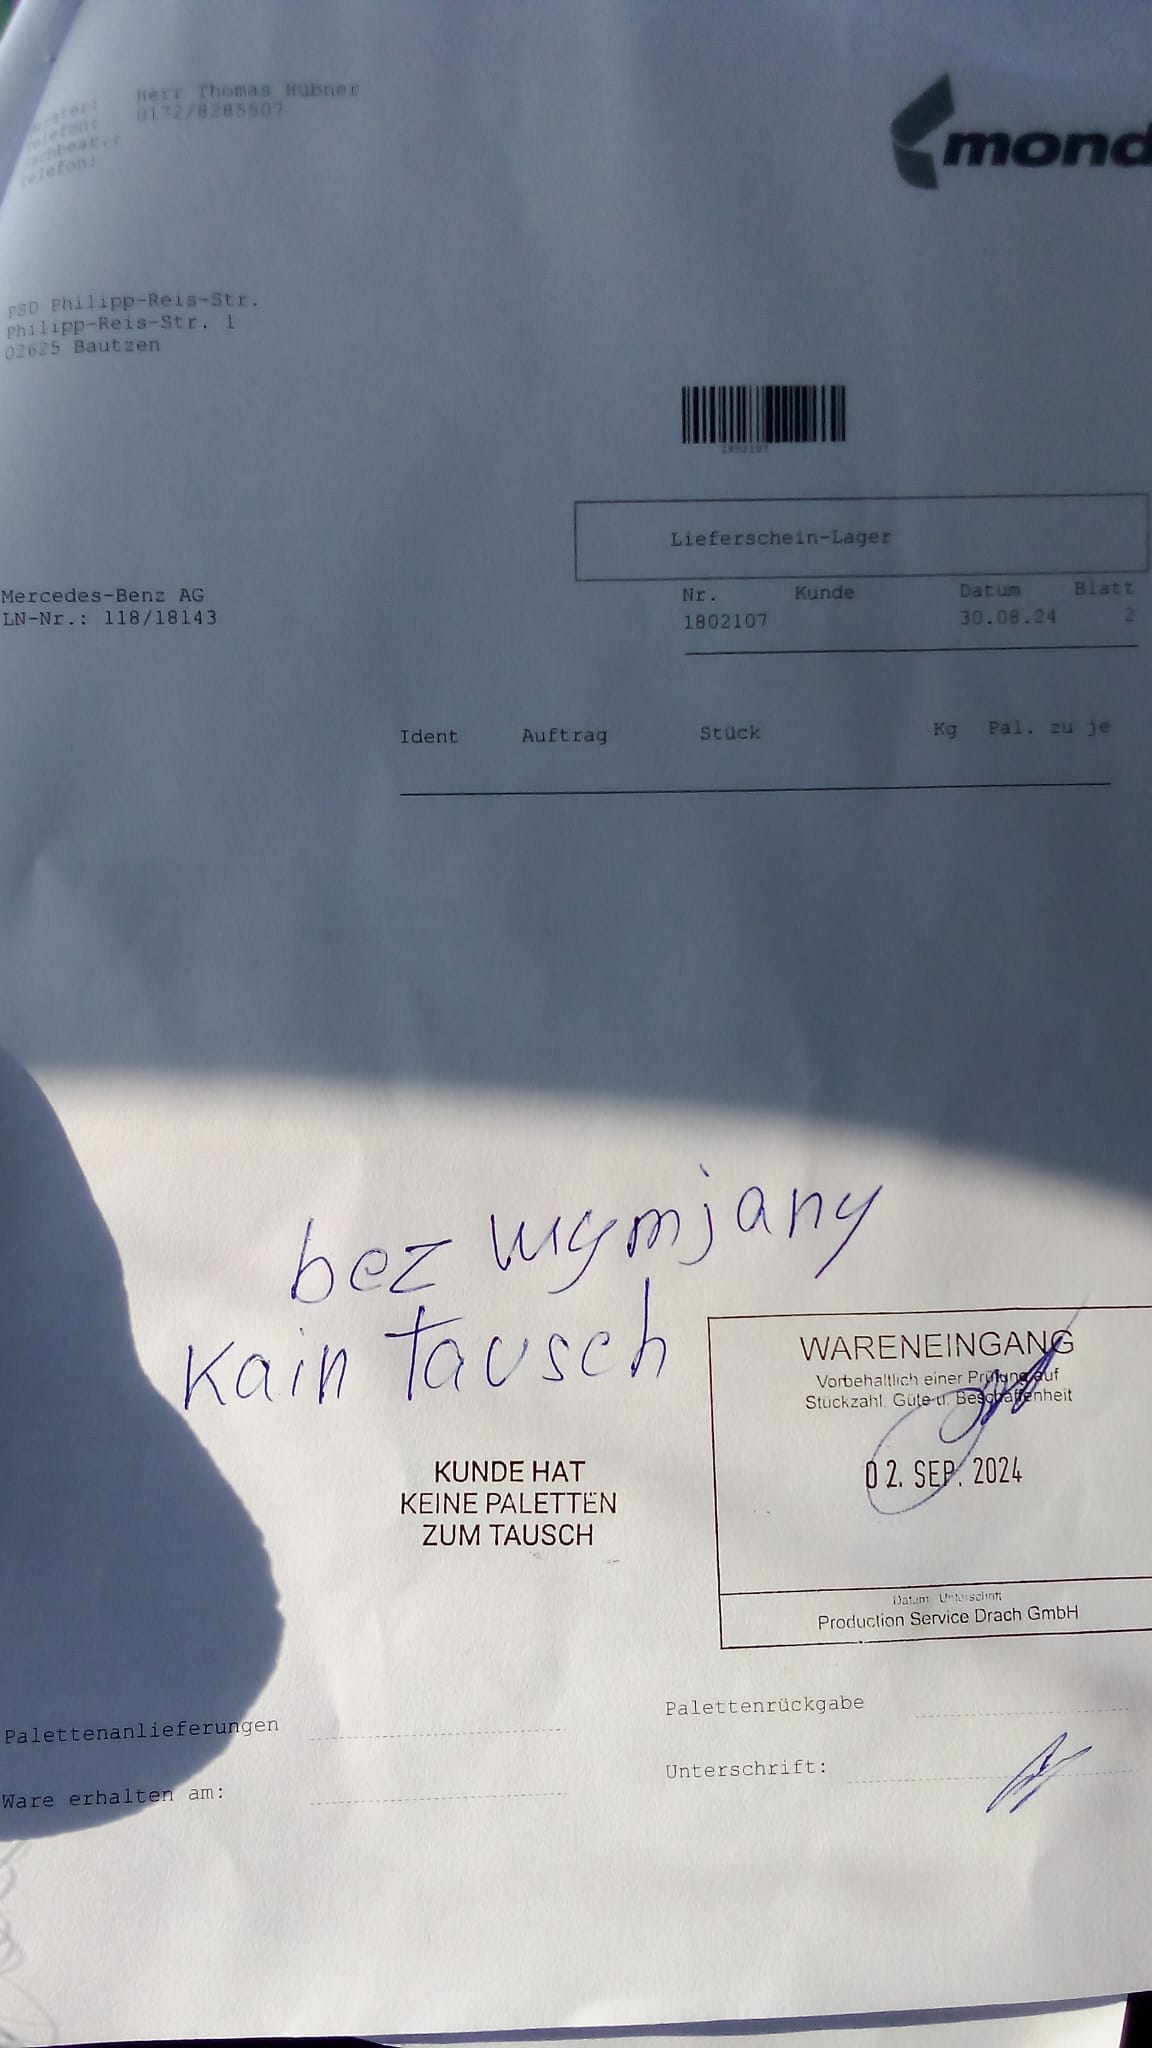 Herr Thomas Hübner
0172/8285507
Telefon:
Telefon:
mond
PSD Philipp-Reis-Str.
Philipp-Reis-Str. 1
02625 Bautzen
1802107
Lieferschein-Lager
Mercedes-Benz AG
LN-Nr.: 118/18143
Nr. Kunde Datum Blatt
1802107 30.08.24 2
Ident Auftrag Stück Kg Pal. zu je
bez wymjany
Kain Tausch
WARENEINGANG
Vorbehaltlich einer Prüfung auf
Stückzahl, Güte u. Beschaffenheit
02. SEP. 2024
Datum Unterschrift
Production Service Drach GmbH
KUNDE HAT
KEINE PALETTEN
ZUM TAUSCH
Palettenanlieferungen
Palettenrückgabe
Ware erhalten am:
Unterschrift: